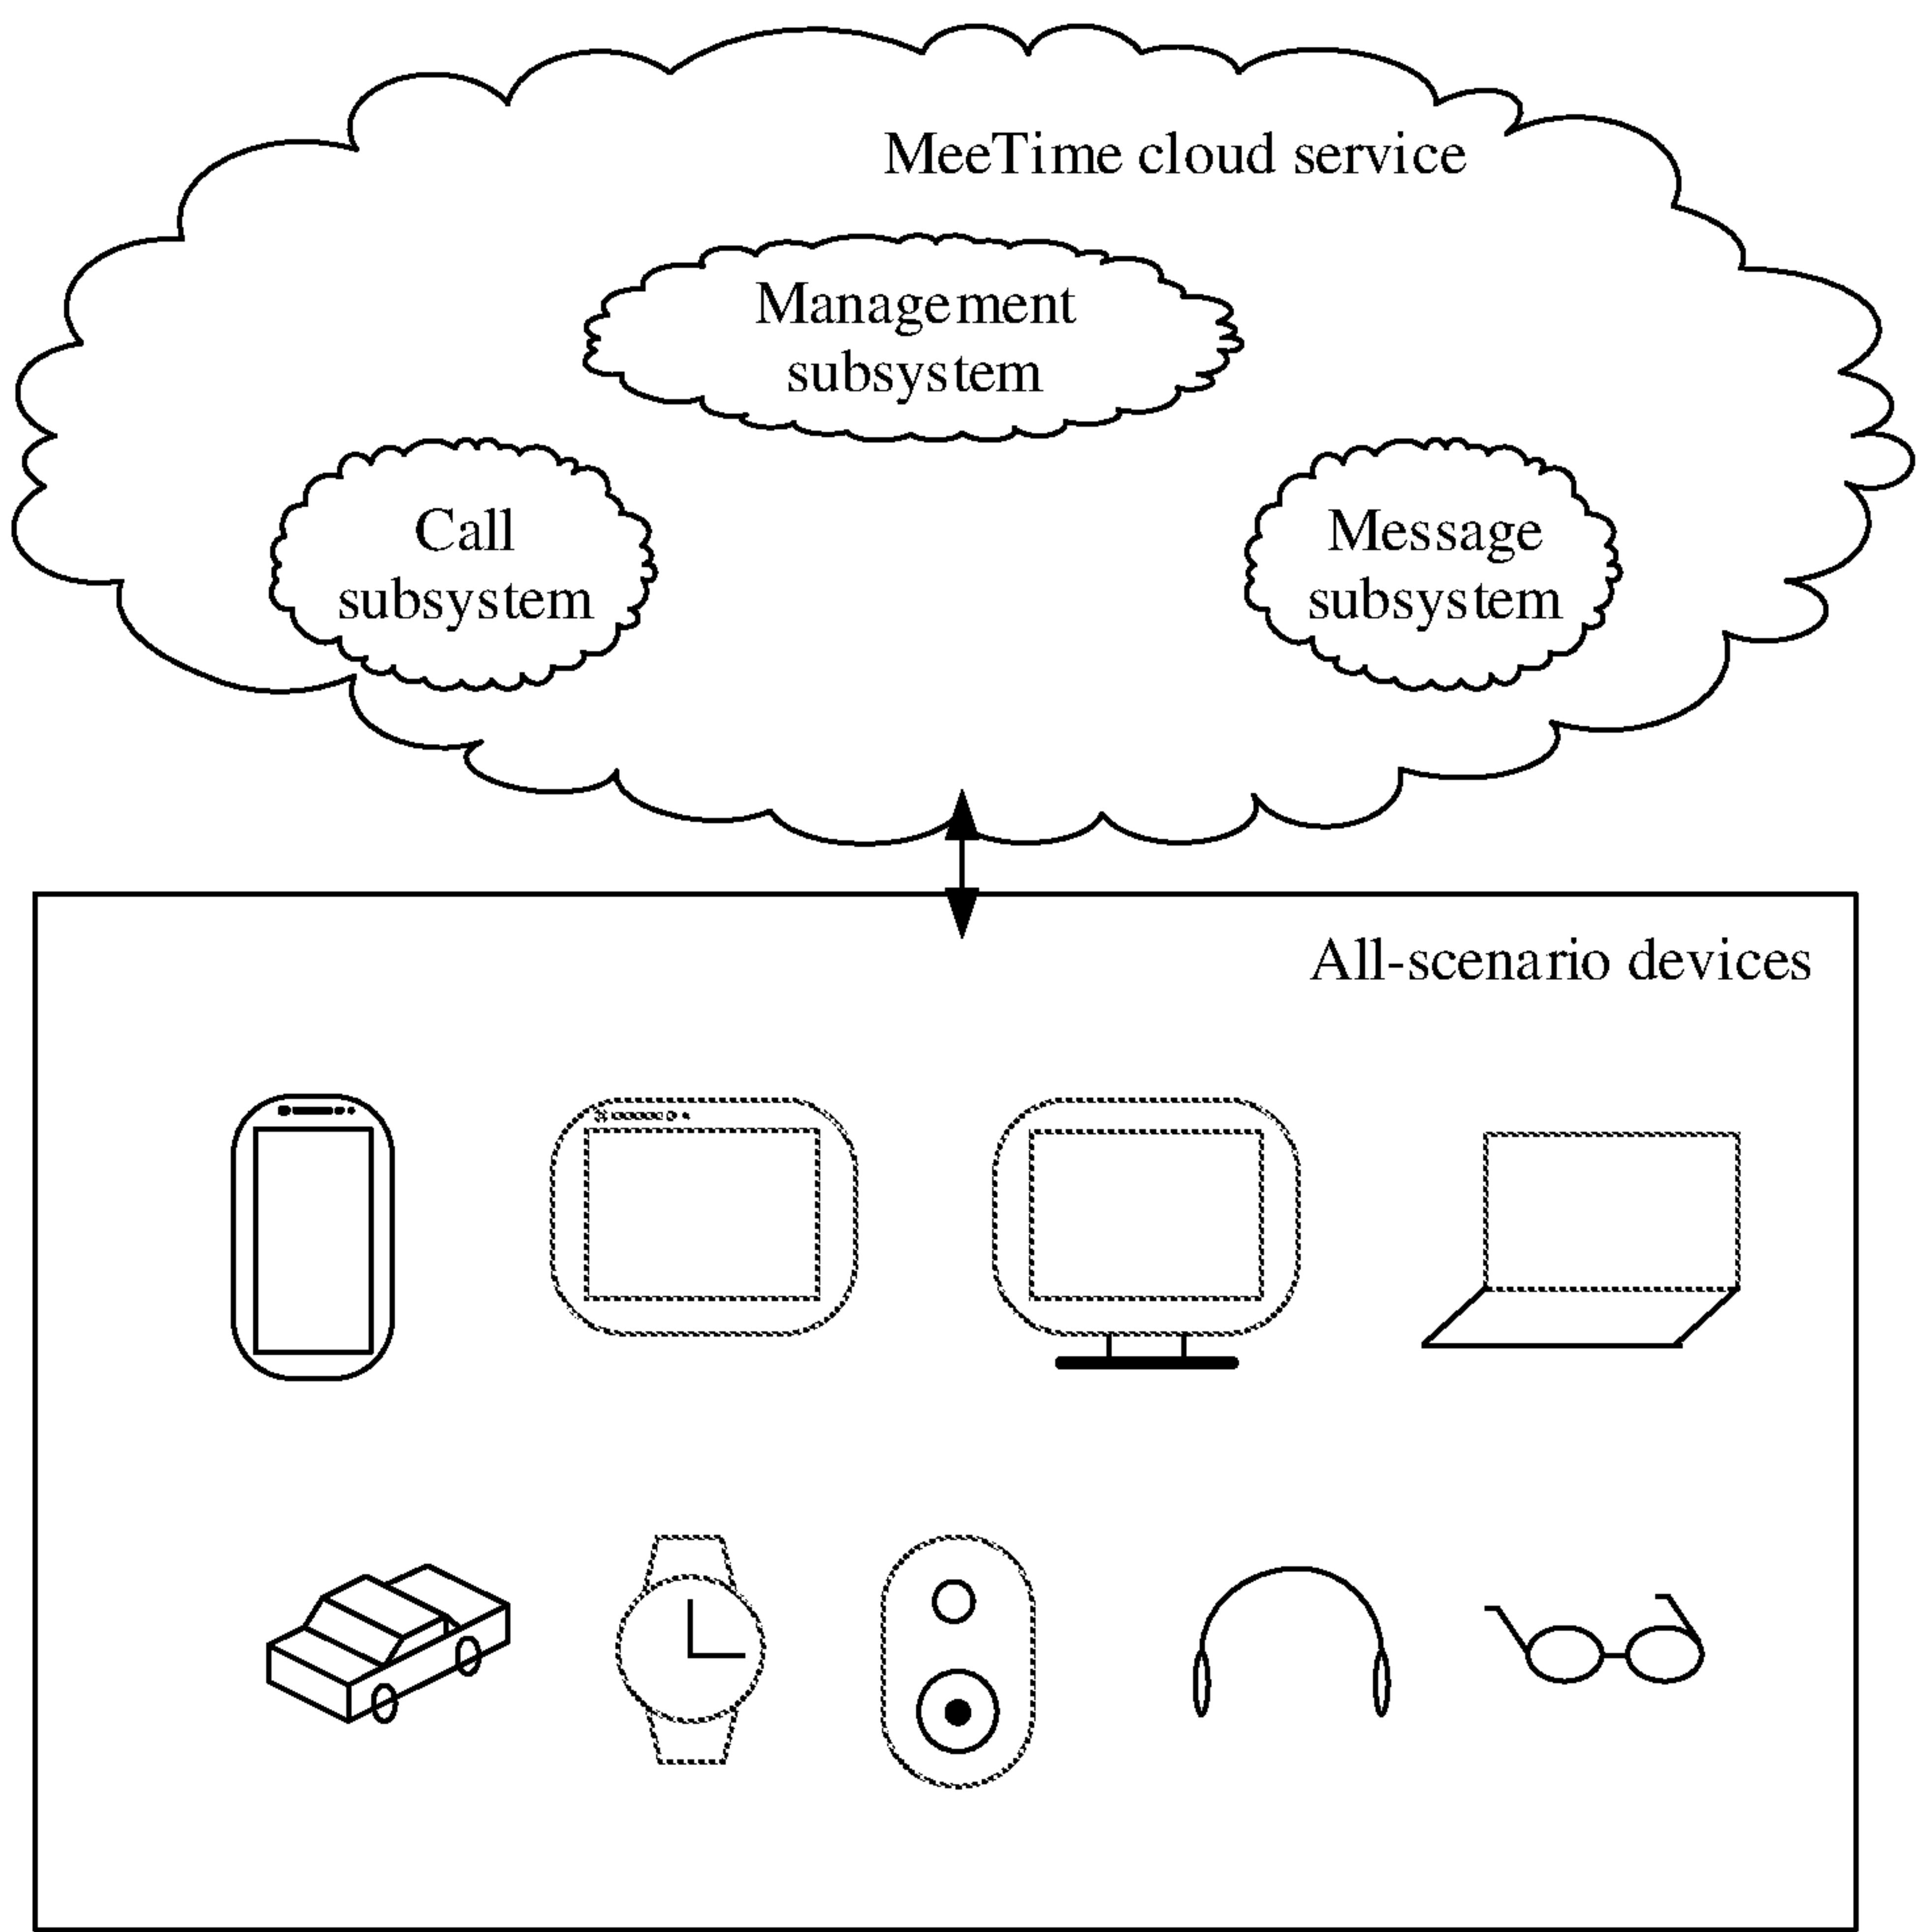 MeeTime cloud service
Management
subsystem
Call
subsystem
Message
subsystem
All-scenario devices